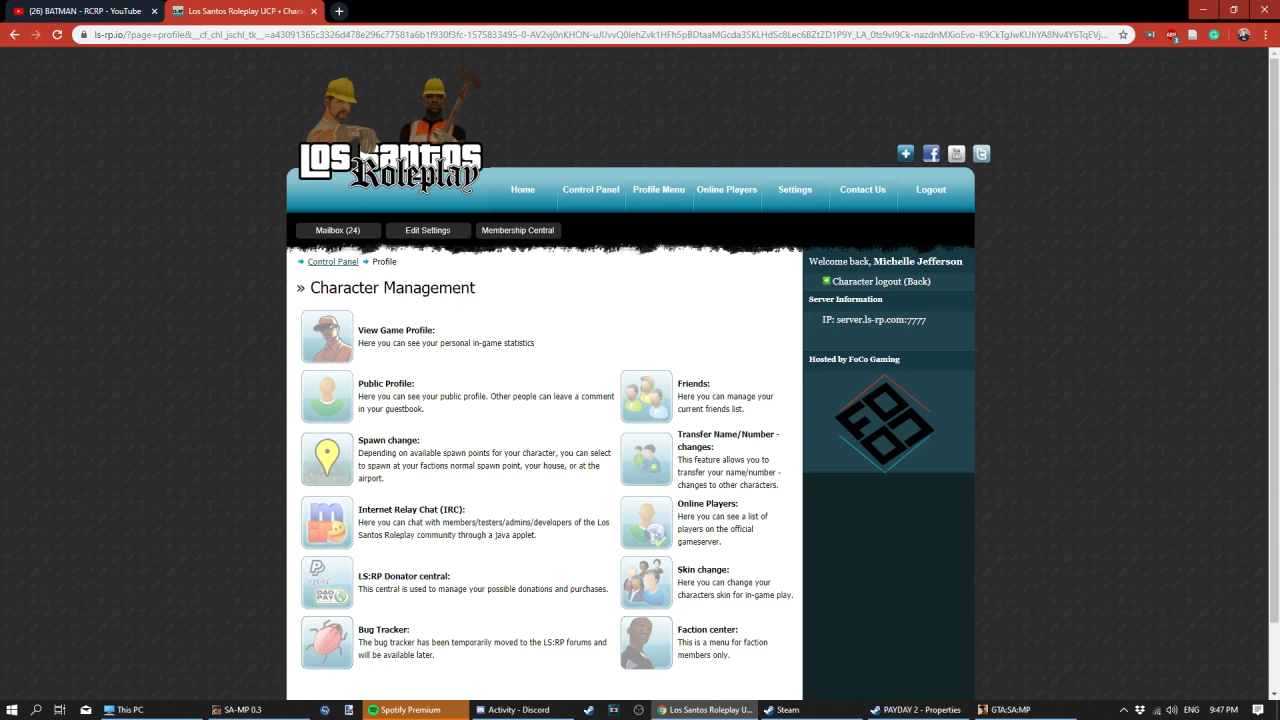 (26) BATMAN - RCRP - YouTube
Los Santos Roleplay UCP • Chara
ls-rp.io/?page=profile&__cf_chl_jschl_tk__=a43091365c3326d478e296c77581a6b1f930f3fc-1575833495-0-AV2vj0nKHON-uJUvvQ0lehZvk1HFh5pBDtaaMGcda3SKLHdSc8Lec6BZtZD1P9Y_LA_0ts9vI9Ck-nazdnMXioEvo-K9CkTgJwKUhYA8Nv4Y6TqEVj...
Los Santos
Roleplay
Home
Control Panel
Profile Menu
Online Players
Settings
Contact Us
Logout
Mailbox (24)
Edit Settings
Membership Central
Control Panel
Profile
» Character Management
View Game Profile:
Here you can see your personal in-game statistics
Public Profile:
Here you can see your public profile. Other people can leave a comment
in your guestbook.
Friends:
Here you can manage your
current friends list.
Spawn change:
Depending on available spawn points for your character, you can select
to spawn at your factions normal spawn point, your house, or at the
airport.
Transfer Name/Number -
changes:
This feature allows you to
transfer your name/number -
changes to other characters.
Internet Relay Chat (IRC):
Here you can chat with members/testers/admins/developers of the Los
Santos Roleplay community through a java applet.
Online Players:
Here you can see a list of
players on the official
gameserver.
LS:RP Donator central:
This central is used to manage your possible donations and purchases.
Skin change:
Here you can change your
characters skin for in-game play.
Bug Tracker:
The bug tracker has been temporarily moved to the LS:RP forums and
will be available later.
Faction center:
This is a menu for faction
members only.
Welcome back, Michelle Jefferson
Character logout (Back)
Server Information
IP: server.ls-rp.com:7777
Hosted by FoCo Gaming
This PC
SA-MP 0.3
Spotify Premium
Activity - Discord
Los Santos Roleplay U...
Steam
PAYDAY 2 - Properties
GTA:SA:MP
ENG
9:47 PM